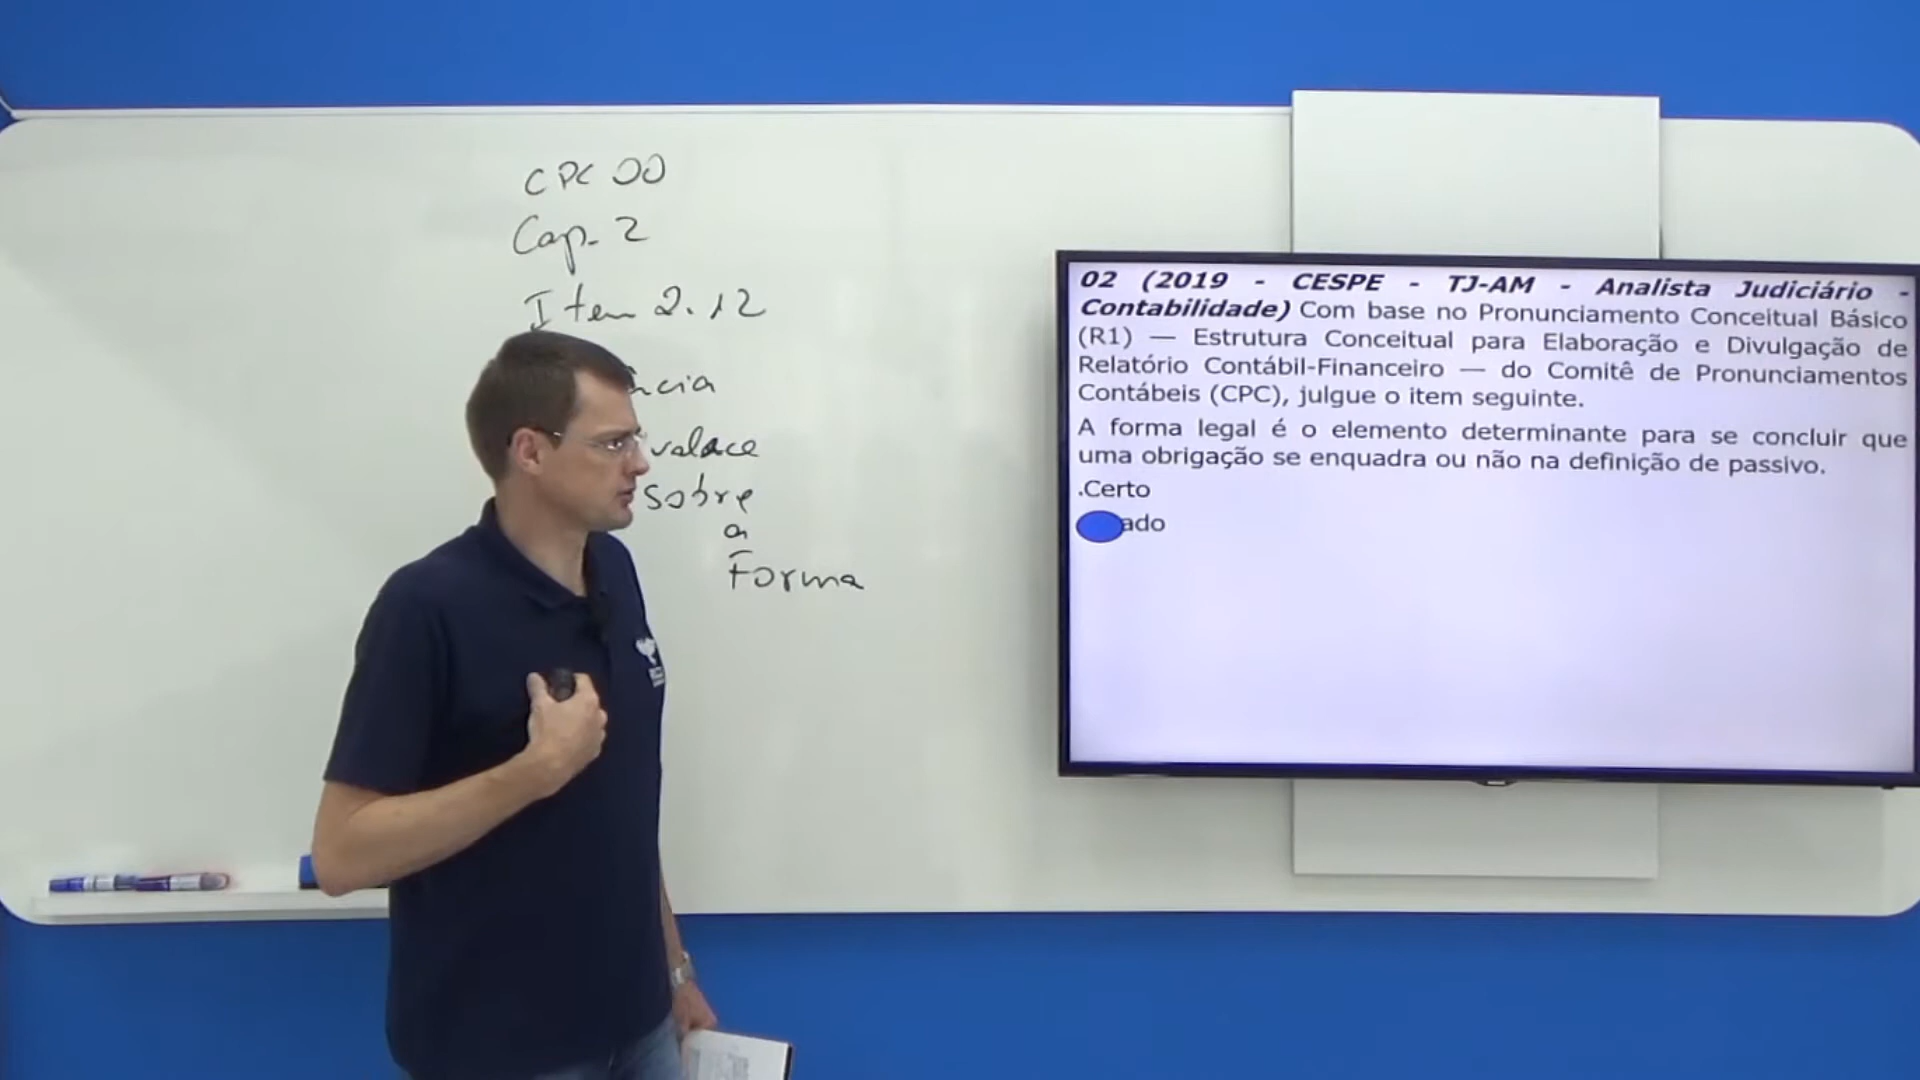 CPC 00
Cap. 2
Item 2.12
ância
valece
sobre
a
Forma
02 (2019 - CESPE - TJ-AM - Analista Judiciário -
Contabilidade) Com base no Pronunciamento Conceitual Básico
(R1) — Estrutura Conceitual para Elaboração e Divulgação de
Relatório Contábil-Financeiro — do Comitê de Pronunciamentos
Contábeis (CPC), julgue o item seguinte.
A forma legal é o elemento determinante para se concluir que
uma obrigação se enquadra ou não na definição de passivo.
.Certo
ado